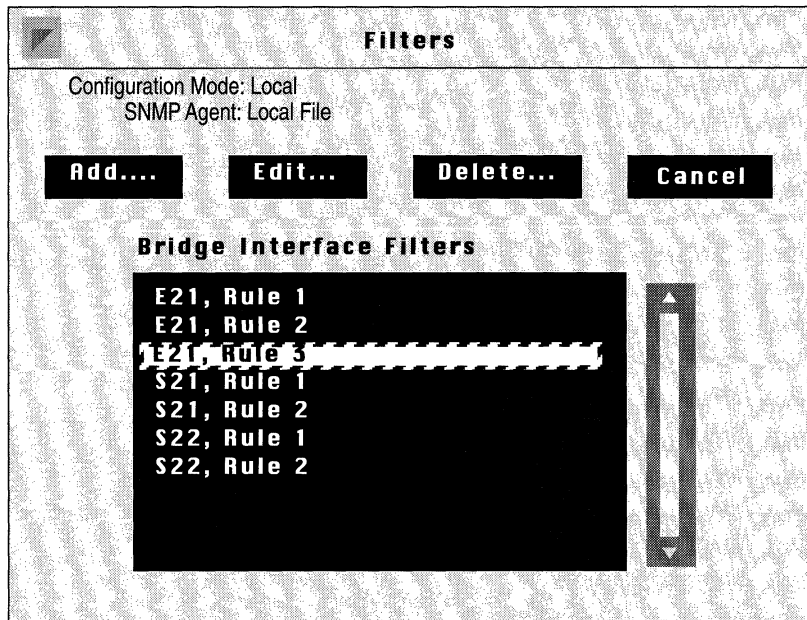 Filters
Configuration Mode: Local
SNMP Agent: Local File
Add....
Edit...
Delete...
Cancel
Bridge Interface Filters
E21, Rule 1
E21, Rule 2
E21, Rule 3
S21, Rule 1
S21, Rule 2
S22, Rule 1
S22, Rule 2